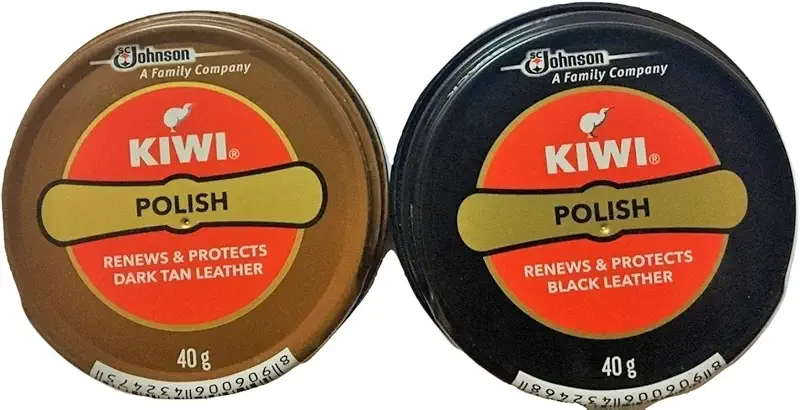 SC Johnson
A Family Company
KIWI®
POLISH
RENEWS & PROTECTS
DARK TAN LEATHER
40 g
SC Johnson
A Family Company
KIWI®
POLISH
RENEWS & PROTECTS
BLACK LEATHER
40 g